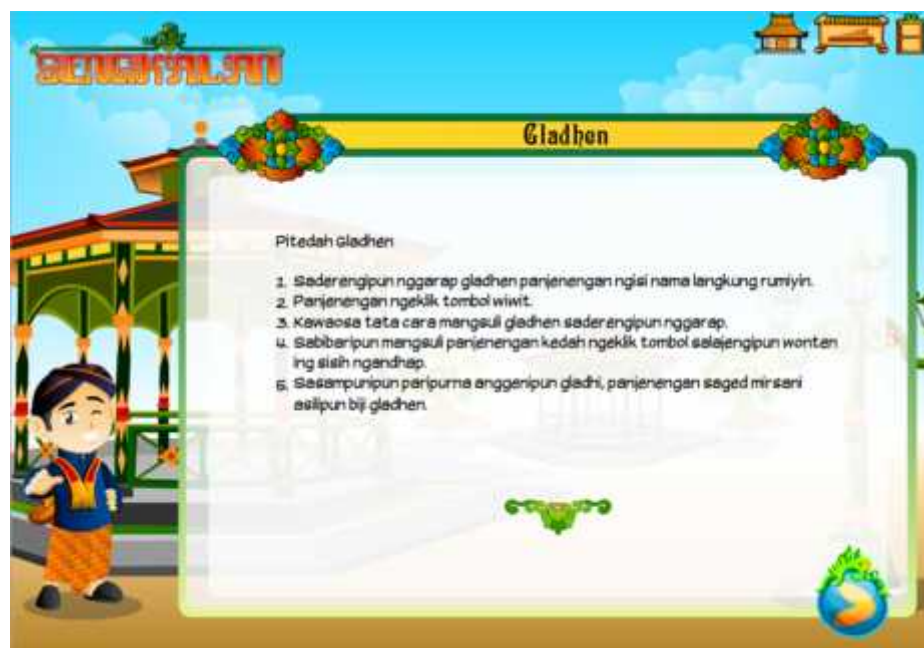 SENGKALAN
Gladhen
Pitedah Gladhen
1. Saderengipun nggarap gladhen panjenengan ngisi nama langkung rumiyin.
2. Panjenengan ngeklik tombol wiwit.
3. Kawaosa tata cara mangsuli gladhen saderengipun nggarap.
4. Sabibaripun mangsuli panjenengan kedah ngeklik tombol salajengipun wonten
ing sisih ngandhap.
5. Sasampunipun paripurna anggenipun gladhi, panjenengan saged mirsani
asilipun biji gladhen.